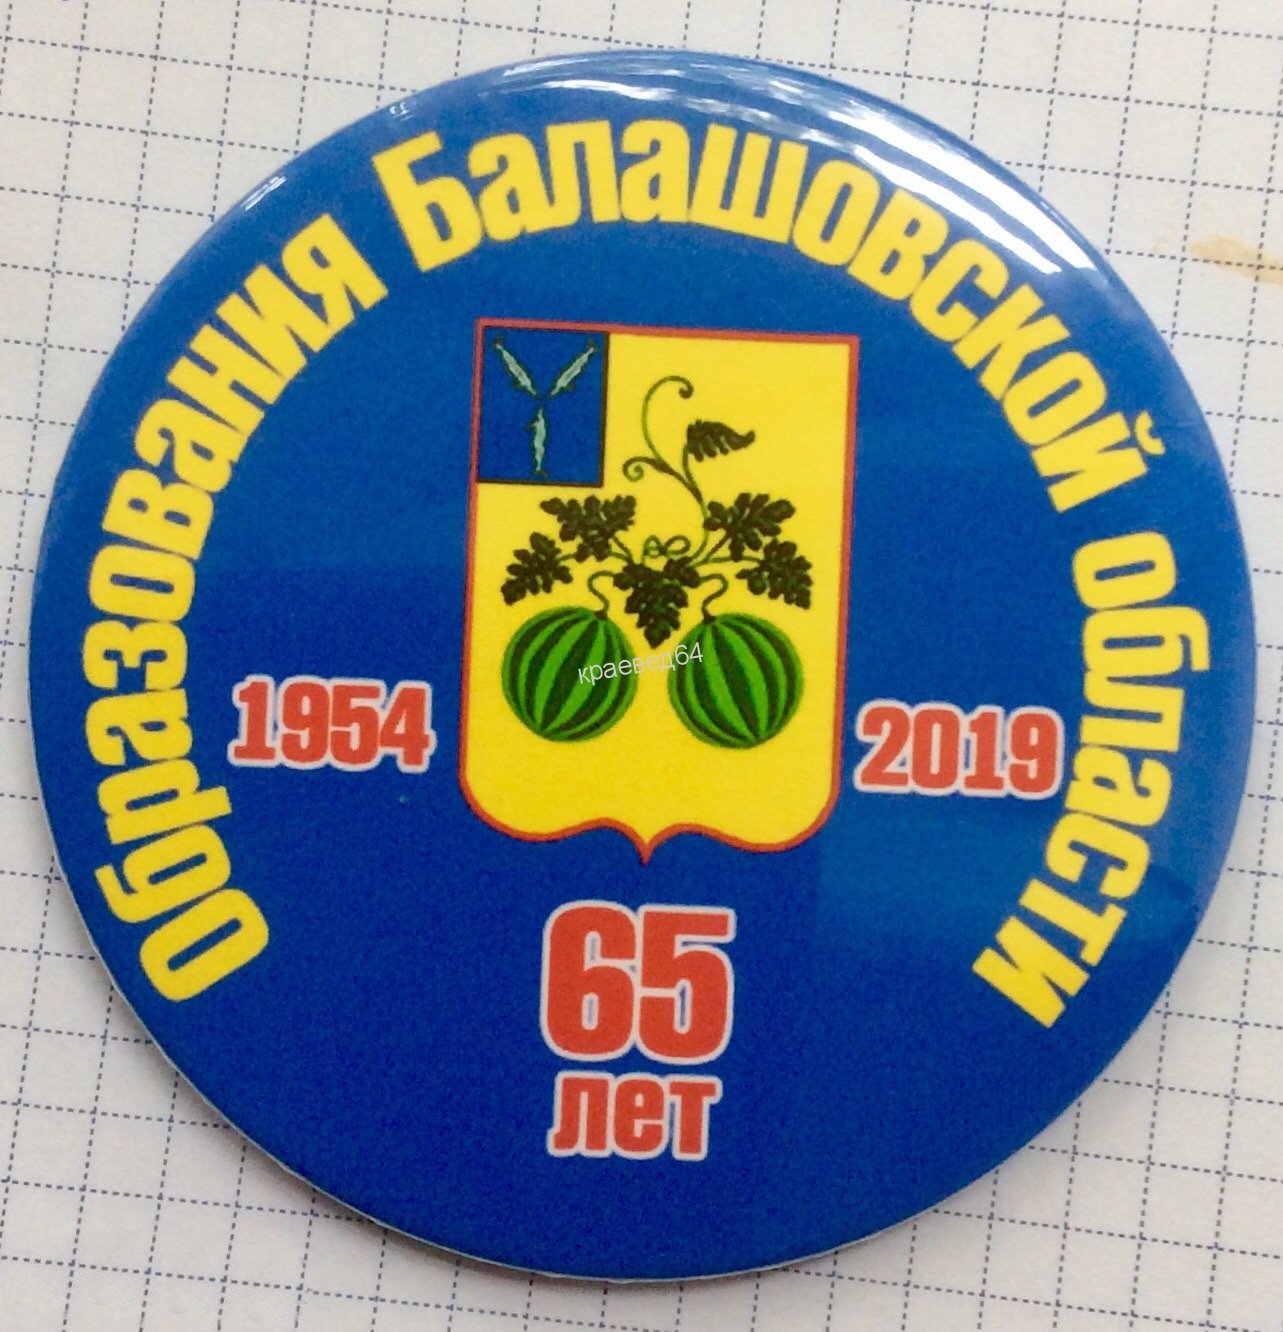 Образования Балашовской области
1954
2019
65
лет
краевед64